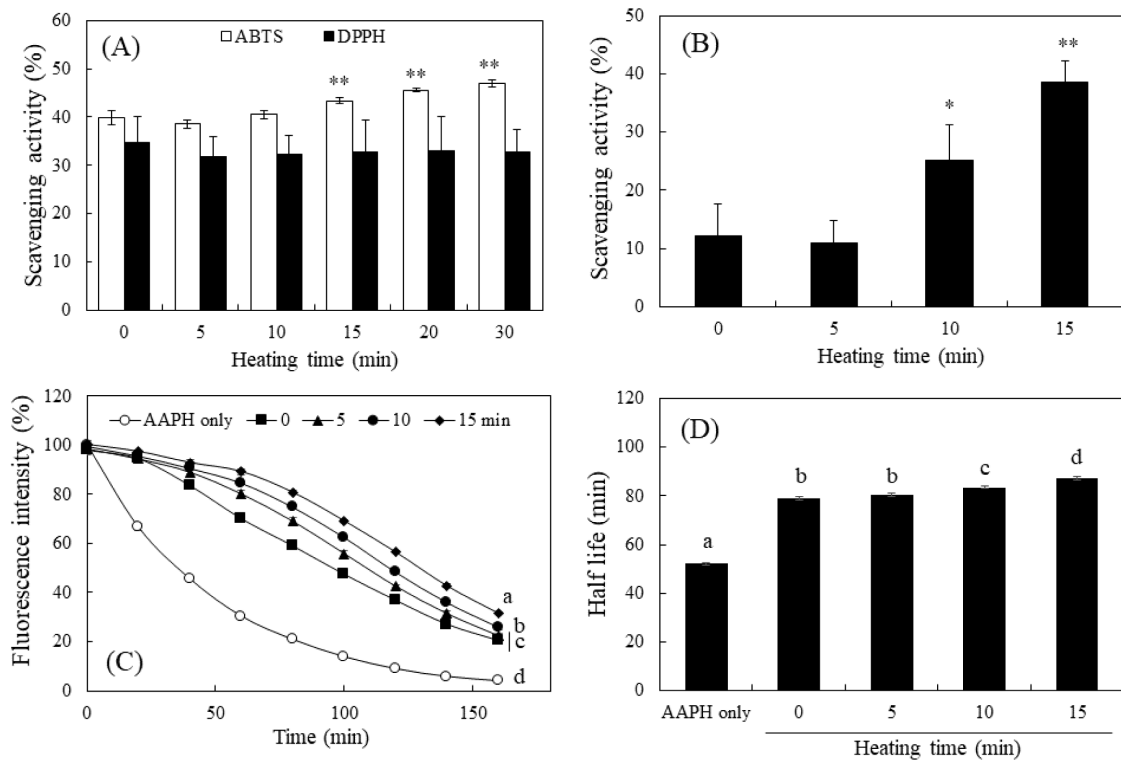 (A)
ABTS DPPH
Scavenging activity (%)
60
50
40
30
20
10
0
** ** **
0 5 10 15 20 30
Heating time (min)
(B)
Scavenging activity (%)
50
40
30
20
10
0
* **
0 5 10 15
Heating time (min)
(C)
AAPH only 0 5 10 15 min
Fluorescence intensity (%)
120
100
80
60
40
20
0
a
b
c
d
0 50 100 150
Time (min)
(D)
Half life (min)
120
100
80
60
40
20
0
a b b c d
AAPH only 0 5 10 15
Heating time (min)